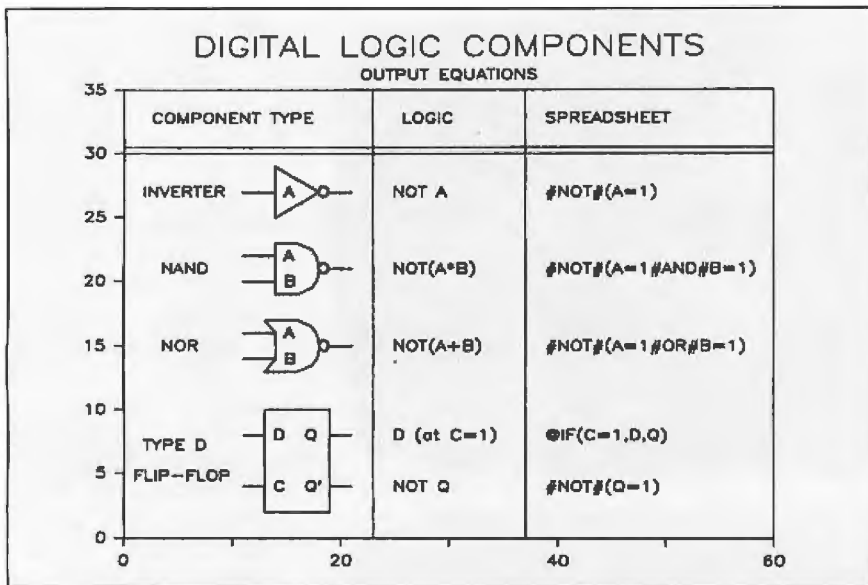 DIGITAL LOGIC COMPONENTS
OUTPUT EQUATIONS
35
COMPONENT TYPE LOGIC SPREADSHEET
30
INVERTER A NOT A #NOT#(A=1)
25
A
NAND NOT(A*B) #NOT#(A=1#AND#B=1)
B
20
A
15 NOR NOT(A+B) #NOT#(A=1#OR#B=1)
B
10
D Q D (at C=1) @IF(C=1,D,Q)
TYPE D
FLIP-FLOP
5
C Q' NOT Q #NOT#(Q=1)
0
0 20 40 60